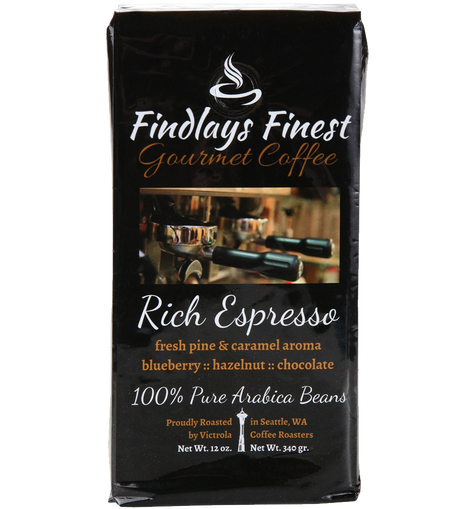 Findlays Finest
Gourmet Coffee
Rich Espresso
fresh pine & caramel aroma
blueberry :: hazelnut :: chocolate
100% Pure Arabica Beans
Proudly Roasted in Seattle, WA
by Victrola Coffee Roasters
Net Wt. 12 oz. Net Wt. 340 gr.